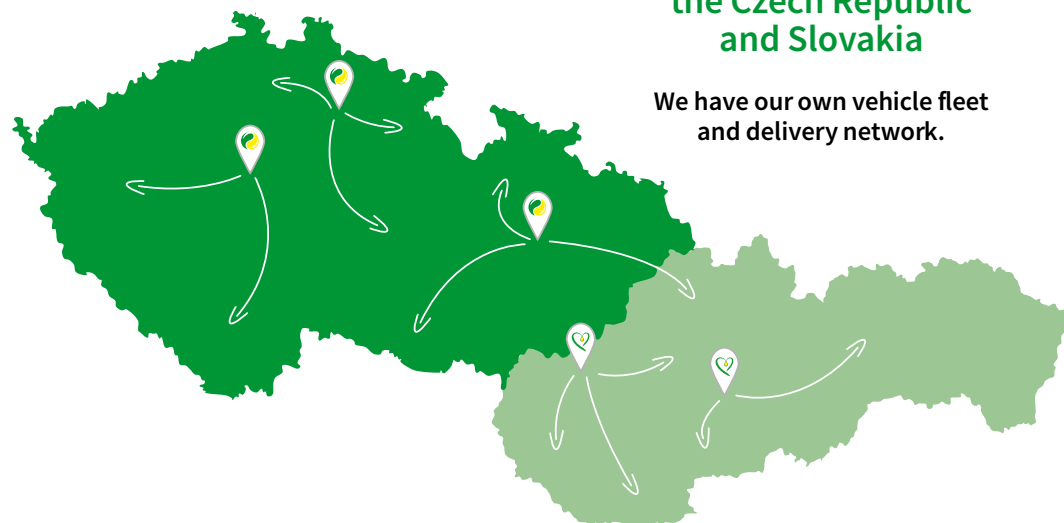 the Czech Republic
and Slovakia
We have our own vehicle fleet
and delivery network.